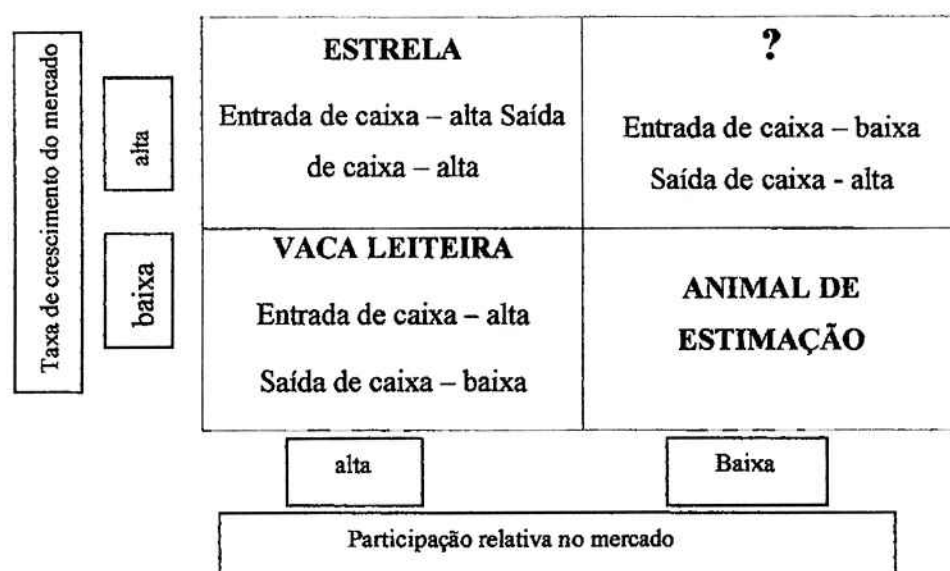 Taxa de crescimento do mercado
alta
baixa
ESTRELA
Entrada de caixa – alta Saída
de caixa – alta
?
Entrada de caixa – baixa
Saída de caixa - alta
VACA LEITEIRA
Entrada de caixa – alta
Saída de caixa – baixa
ANIMAL DE
ESTIMAÇÃO
alta
Baixa
Participação relativa no mercado